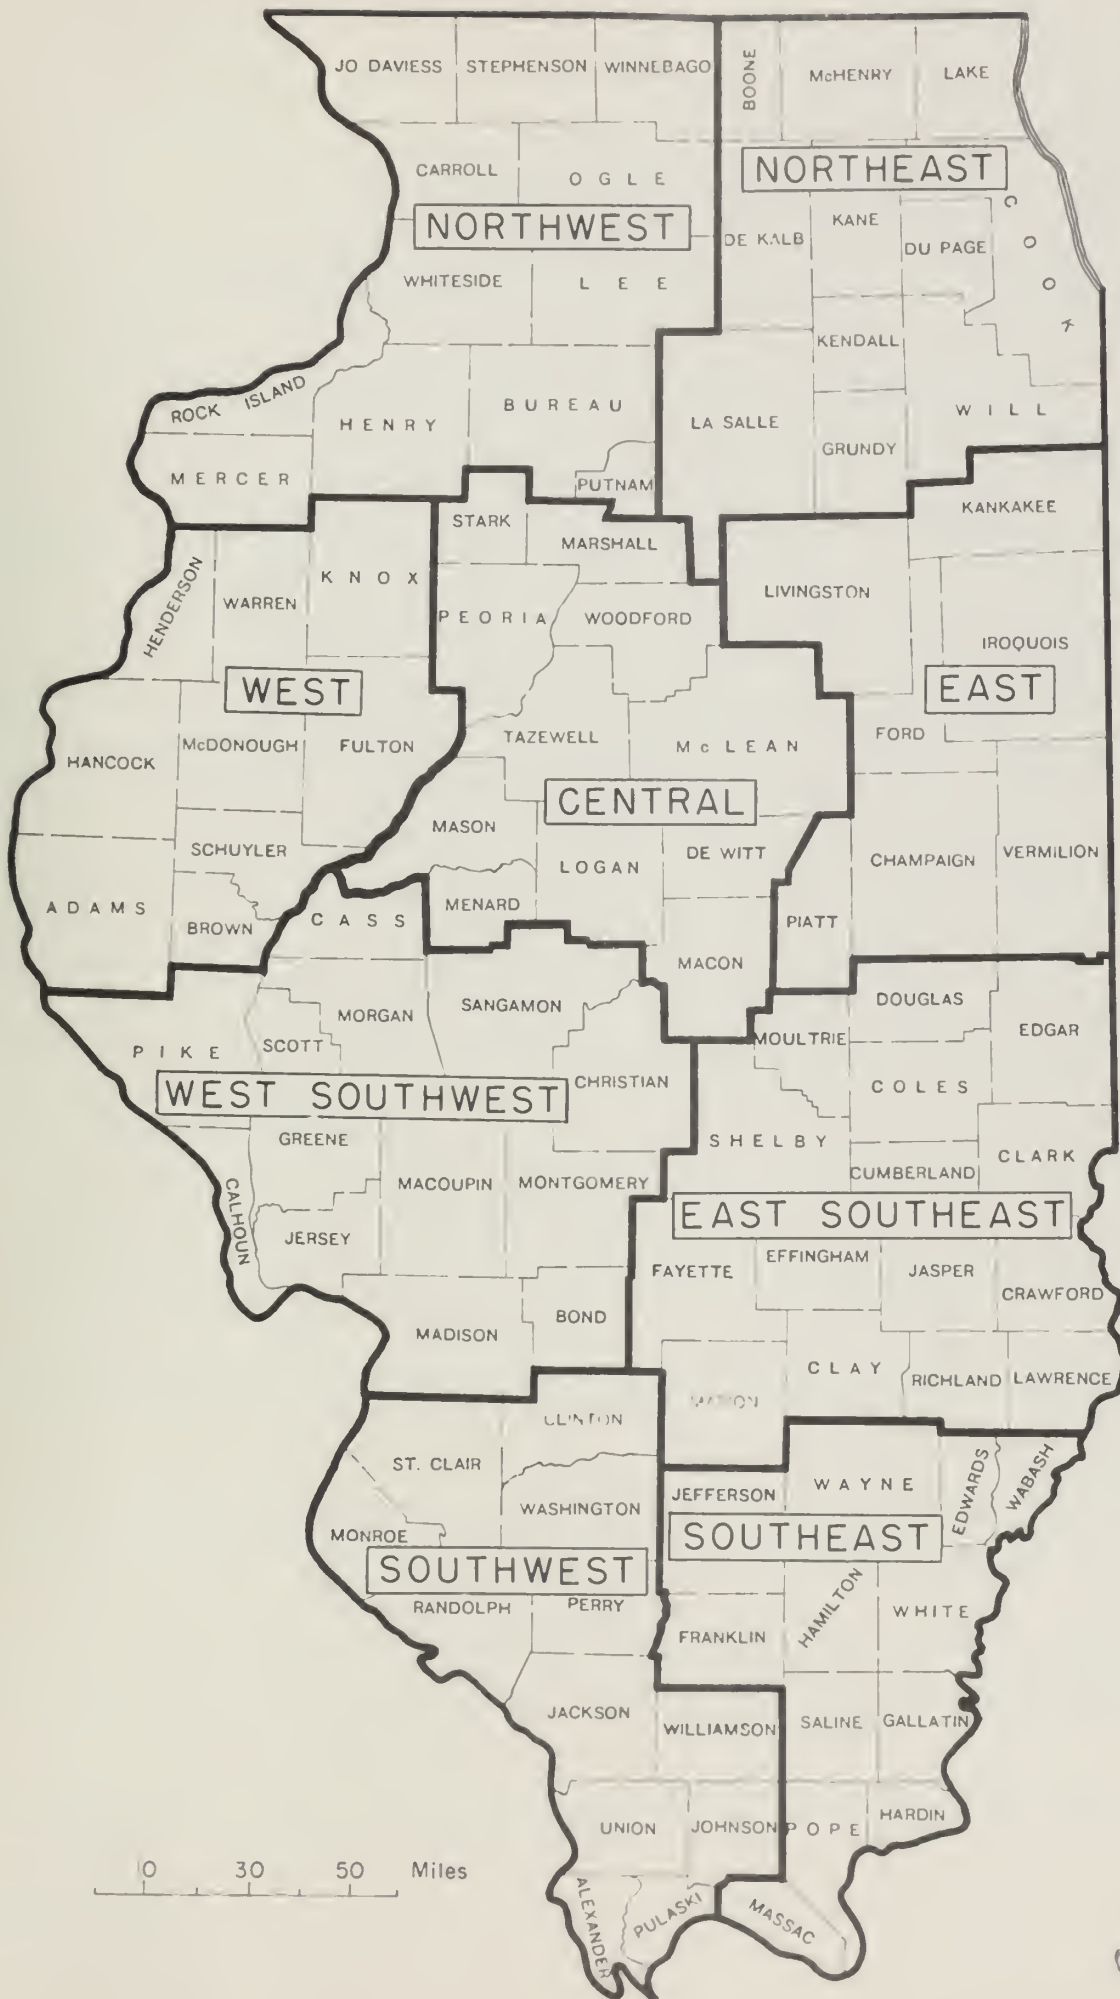 JO DAVIESS
STEPHENSON
WINNEBAGO
BOONE
McHENRY
LAKE
CARROLL
OGLE
NORTHEAST
NORTHWEST
DE KALB
KANE
DU PAGE
COOK
WHITESIDE
LEE
KENDALL
ROCK ISLAND
HENRY
BUREAU
LA SALLE
GRUNDY
WILL
MERCER
PUTNAM
STARK
MARSHALL
KANKAKEE
HENDERSON
WARREN
KNOX
PEORIA
WOODFORD
LIVINGSTON
IROQUOIS
WEST
EAST
HANCOCK
McDONOUGH
FULTON
TAZEWELL
McLEAN
FORD
CENTRAL
MASON
SCHUYLER
LOGAN
DE WITT
CHAMPAIGN
VERMILION
ADAMS
BROWN
CASS
MENARD
PIATT
MACON
PIKE
SCOTT
MORGAN
SANGAMON
DOUGLAS
MOULTRIE
EDGAR
WEST SOUTHWEST
CHRISTIAN
COLES
GREENE
SHELBY
CLARK
CALHOUN
MACOUPIN
MONTGOMERY
CUMBERLAND
EAST SOUTHEAST
JERSEY
FAYETTE
EFFINGHAM
JASPER
CRAWFORD
MADISON
BOND
CLAY
RICHLAND
LAWRENCE
MARION
CLINTON
ST. CLAIR
WASHINGTON
JEFFERSON
WAYNE
EDWARDS
WABASH
MONROE
SOUTHEAST
SOUTHWEST
RANDOLPH
PERRY
FRANKLIN
HAMILTON
WHITE
JACKSON
WILLIAMSON
SALINE
GALLATIN
UNION
JOHNSON
POPE
HARDIN
ALEXANDER
PULASKI
MASSAC
10 30 50 Miles